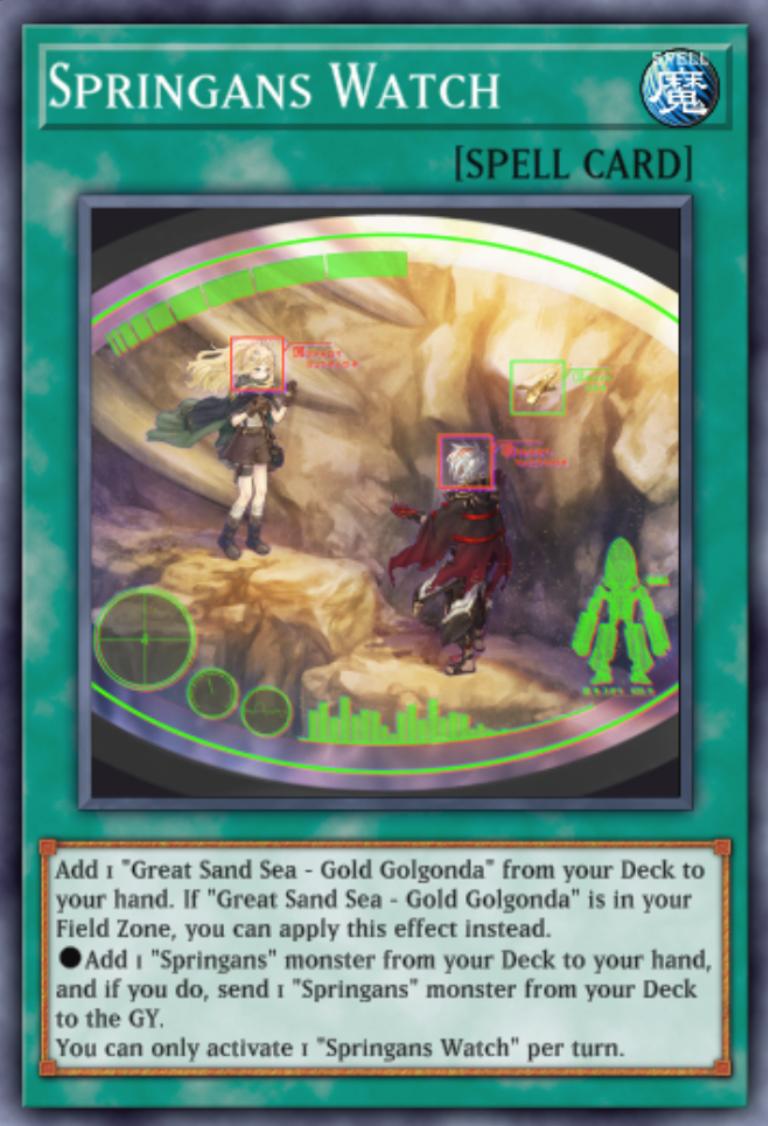 Springans Watch
SPELL
魔
[SPELL CARD]
Add 1 "Great Sand Sea - Gold Golgonda" from your Deck to
your hand. If "Great Sand Sea - Gold Golgonda" is in your
Field Zone, you can apply this effect instead.
●Add 1 "Springans" monster from your Deck to your hand,
and if you do, send 1 "Springans" monster from your Deck
to the GY.
You can only activate 1 "Springans Watch" per turn.